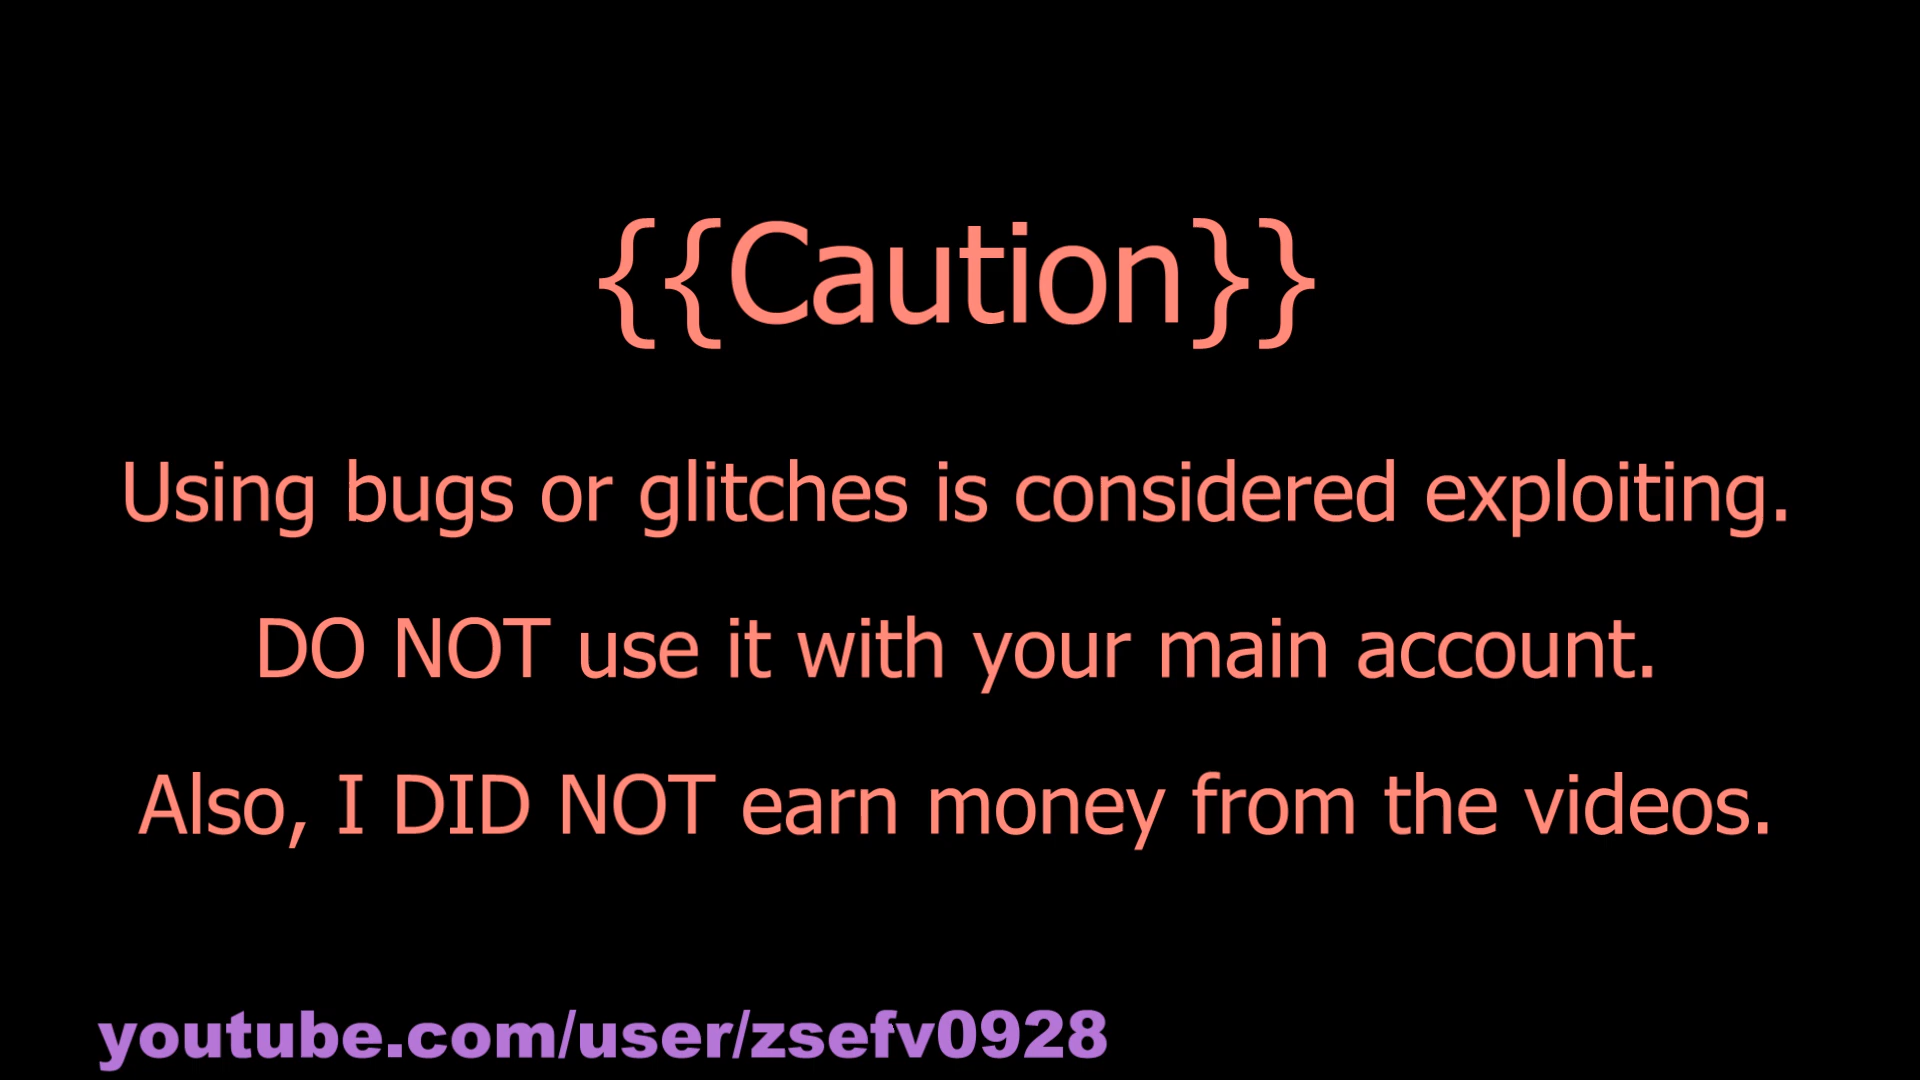 {{Caution}}
Using bugs or glitches is considered exploiting.
DO NOT use it with your main account.
Also, I DID NOT earn money from the videos.
youtube.com/user/zsefv0928